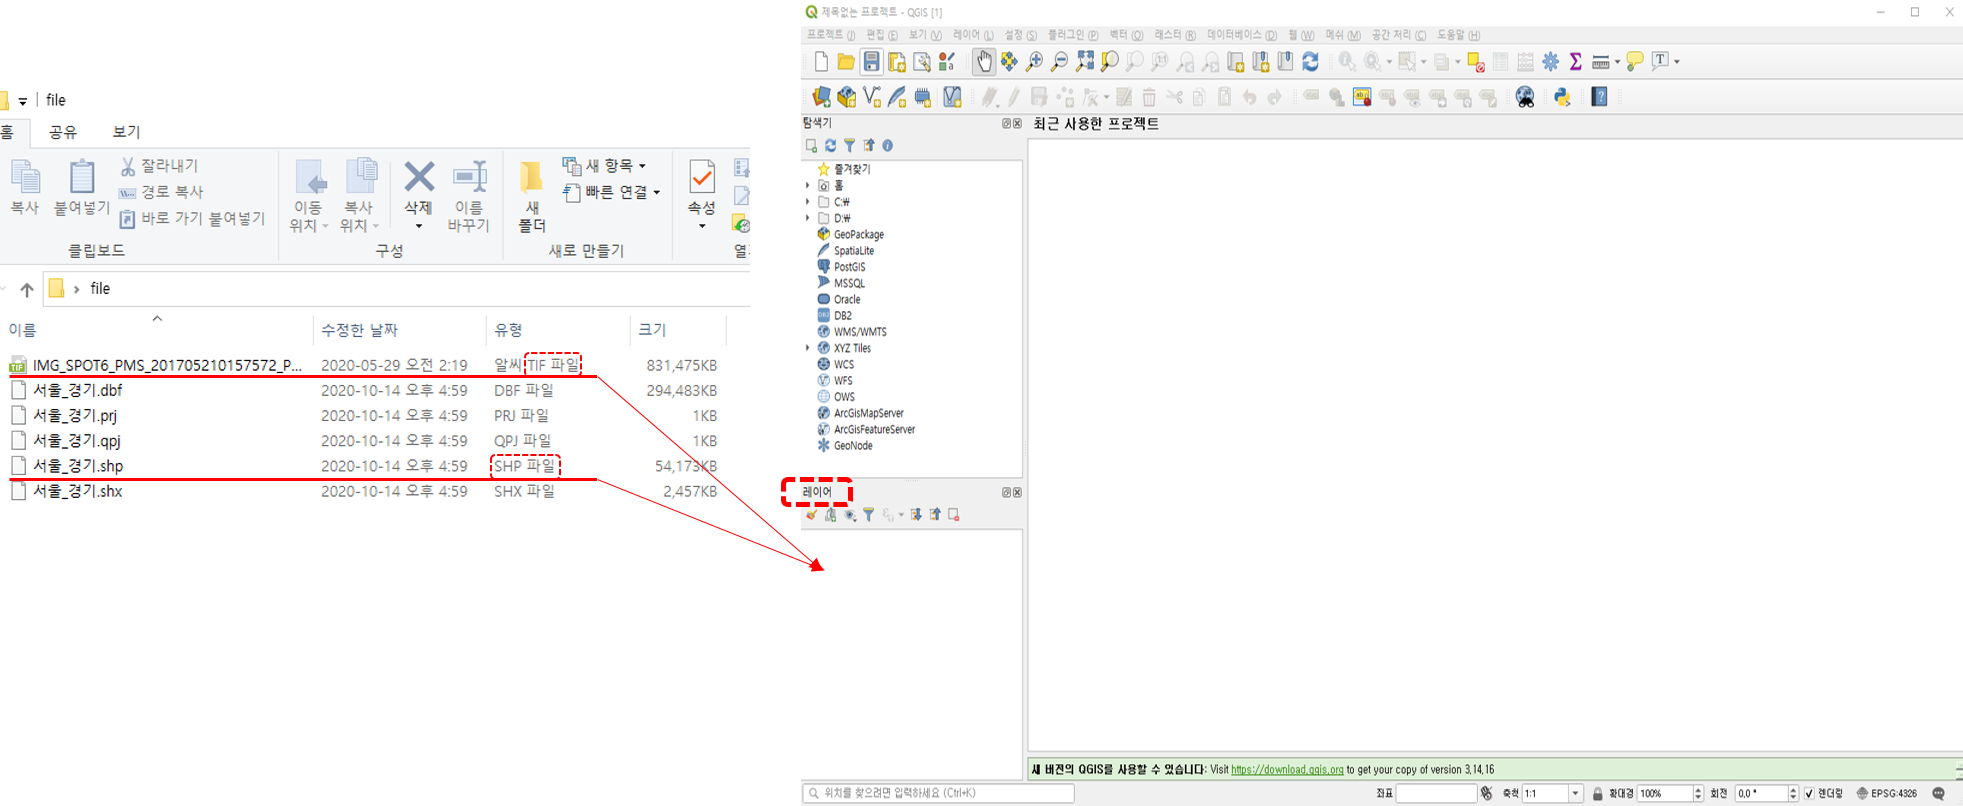 file
홈 공유 보기
복사
붙여넣기
잘라내기
경로 복사
바로 가기 붙여넣기
클립보드
이동
위치
복사
위치
삭제
이름
바꾸기
구성
새
폴더
새 항목
빠른 연결
새로 만들기
속성
file
이름 수정한 날짜 유형 크기
IMG_SPOT6_PMS_201705210157572_P... 2020-05-29 오전 2:19 알씨 TIF 파일 831,475KB
서울_경기.dbf 2020-10-14 오후 4:59 DBF 파일 294,483KB
서울_경기.prj 2020-10-14 오후 4:59 PRJ 파일 1KB
서울_경기.qpj 2020-10-14 오후 4:59 QPJ 파일 1KB
서울_경기.shp 2020-10-14 오후 4:59 SHP 파일 54,173KB
서울_경기.shx 2020-10-14 오후 4:59 SHX 파일 2,457KB
제목없는 프로젝트 - QGIS [1]
프로젝트 (J) 편집 (E) 보기 (V) 레이어 (L) 설정 (S) 플러그인 (P) 벡터 (O) 래스터 (R) 데이터베이스 (D) 웹 (W) 메쉬 (M) 공간 처리 (C) 도움말 (H)
탐색기
최근 사용한 프로젝트
즐겨찾기
홈
C:₩
D:₩
GeoPackage
SpatiaLite
PostGIS
MSSQL
Oracle
DB2
WMS/WMTS
XYZ Tiles
WCS
WFS
OWS
ArcGisMapServer
ArcGisFeatureServer
GeoNode
레이어
새 버전의 QGIS를 사용할 수 있습니다: Visit https://download.qgis.org to get your copy of version 3.14.16
위치를 찾으려면 입력하세요 (Ctrl+K)
좌표 축척 1:1 확대경 100% 회전 0.0 ° 렌더링 EPSG:4326